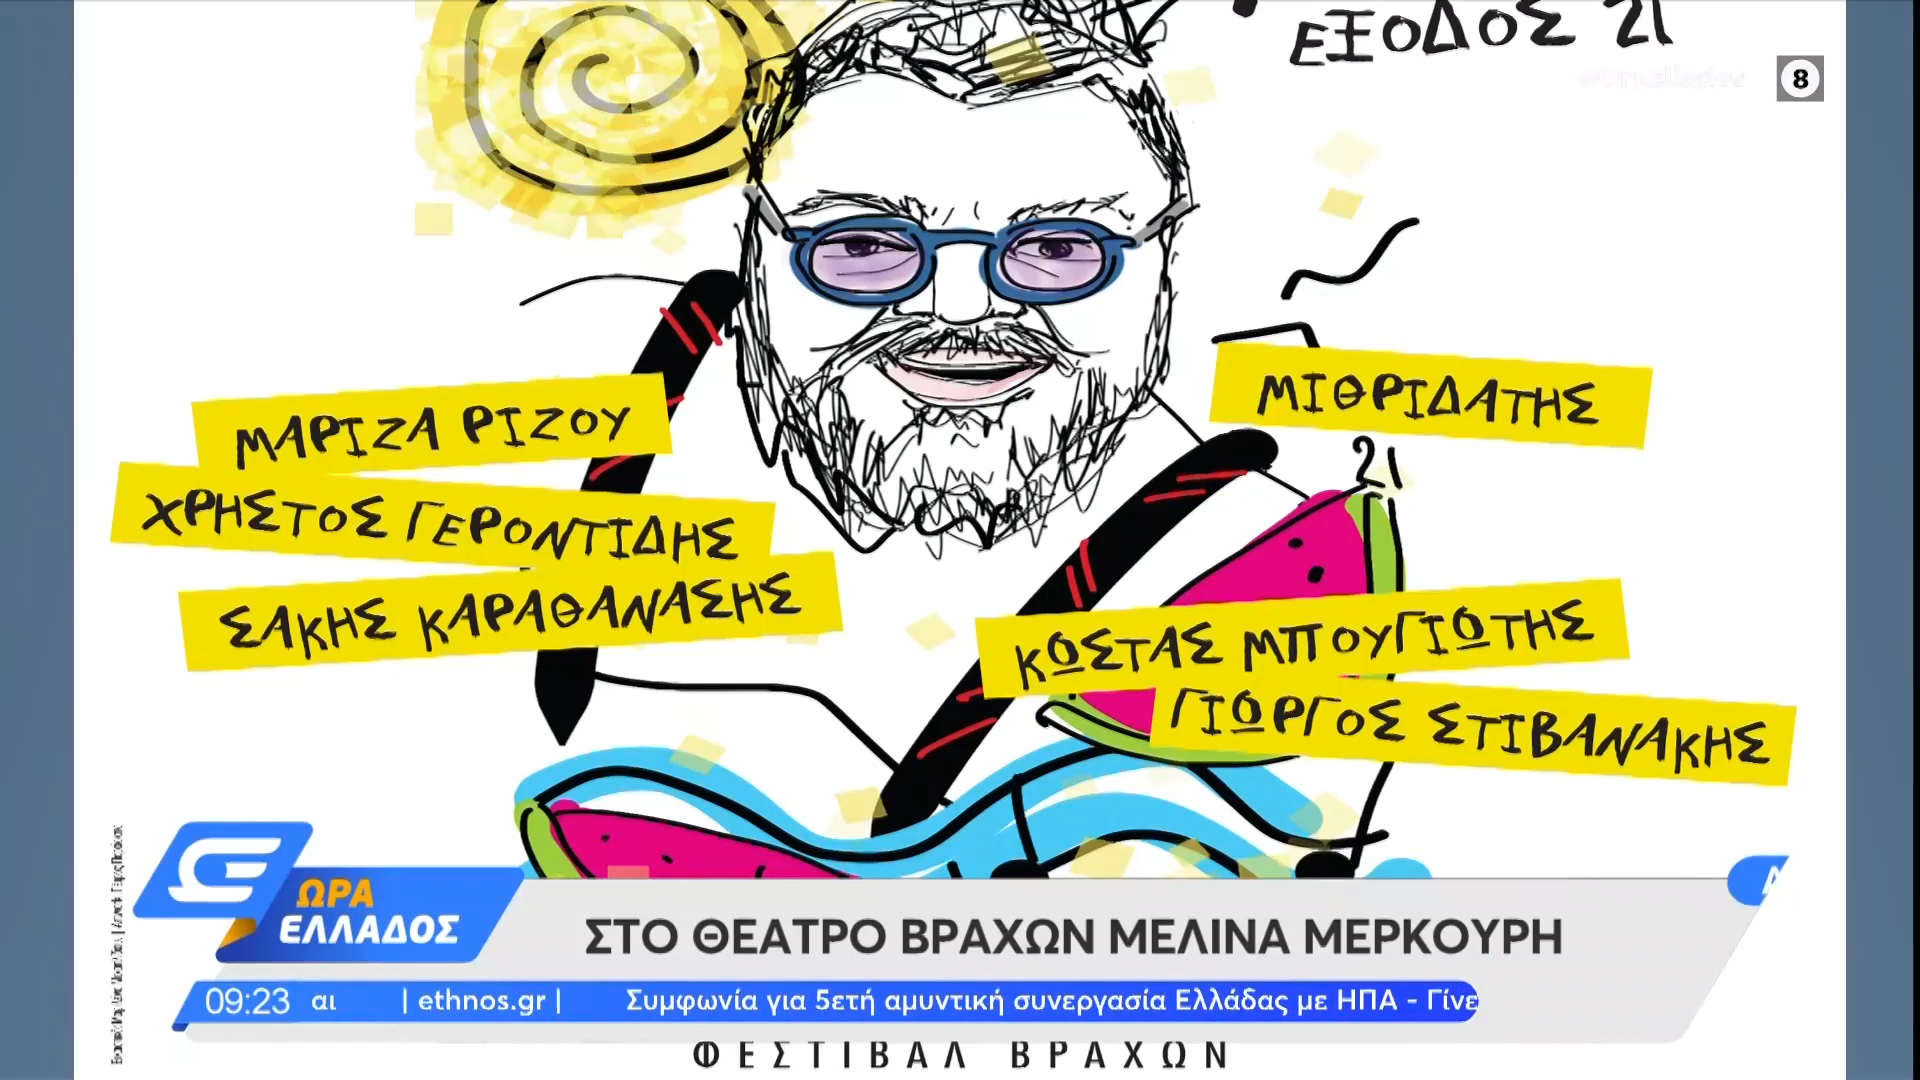 ΕΞΟΔΟΣ 21
8
ΜΑΡΙΖΑ ΡΙΖΟΥ
ΧΡΗΣΤΟΣ ΓΕΡΟΝΤΙΔΗΣ
ΣΑΚΗΣ ΚΑΡΑΘΑΝΑΣΗΣ
ΜΙΘΡΙΔΑΤΗΣ
21
ΚΩΣΤΑΣ ΜΠΟΥΓΙΩΤΗΣ
ΓΙΩΡΓΟΣ ΣΤΙΒΑΝΑΚΗΣ
ΩΡΑ
ΕΛΛΑΔΟΣ
ΣΤΟ ΘΕΑΤΡΟ ΒΡΑΧΩΝ ΜΕΛΙΝΑ ΜΕΡΚΟΥΡΗ
09:23 αι | ethnos.gr | Συμφωνία για 5ετή αμυντική συνεργασία Ελλάδας με ΗΠΑ - Γίνε
ΦΕΣΤΙΒΑΛ ΒΡΑΧΩΝ